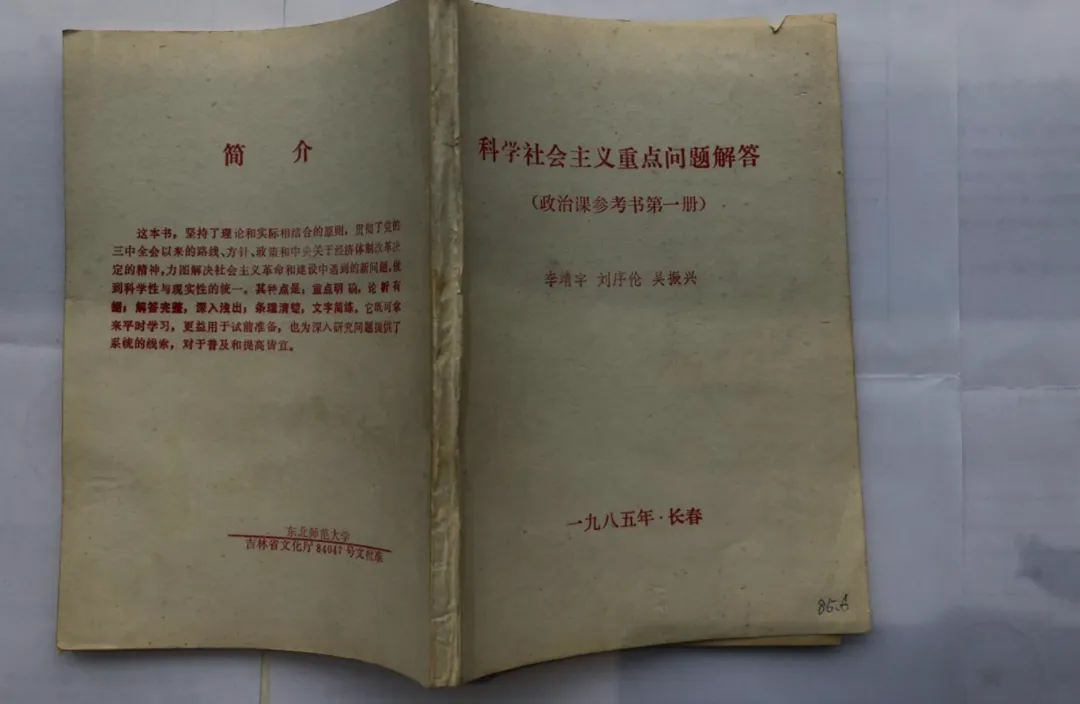 简 介
这本书，坚持了理论和实际相结合的原则，贯彻了党的
三中全会以来的路线、方针、政策和中央关于经济体制改革决
定的精神，力图解决社会主义革命和建设中遇到的新问题，做
到科学性与现实性的统一。其特点是：重点明确，论析有
据；解答完整，深入浅出；条理清楚，文字简练。它既可拿
来平时学习，更益用于试前准备，也为深入研究问题提供了
系统的线索，对于普及和提高皆宜。
东北师范大学
吉林省文化厅84047号文批准
科学社会主义重点问题解答
（政治课参考书第一册）
李靖宇 刘序伦 吴振兴
一九八五年·长春
85.6